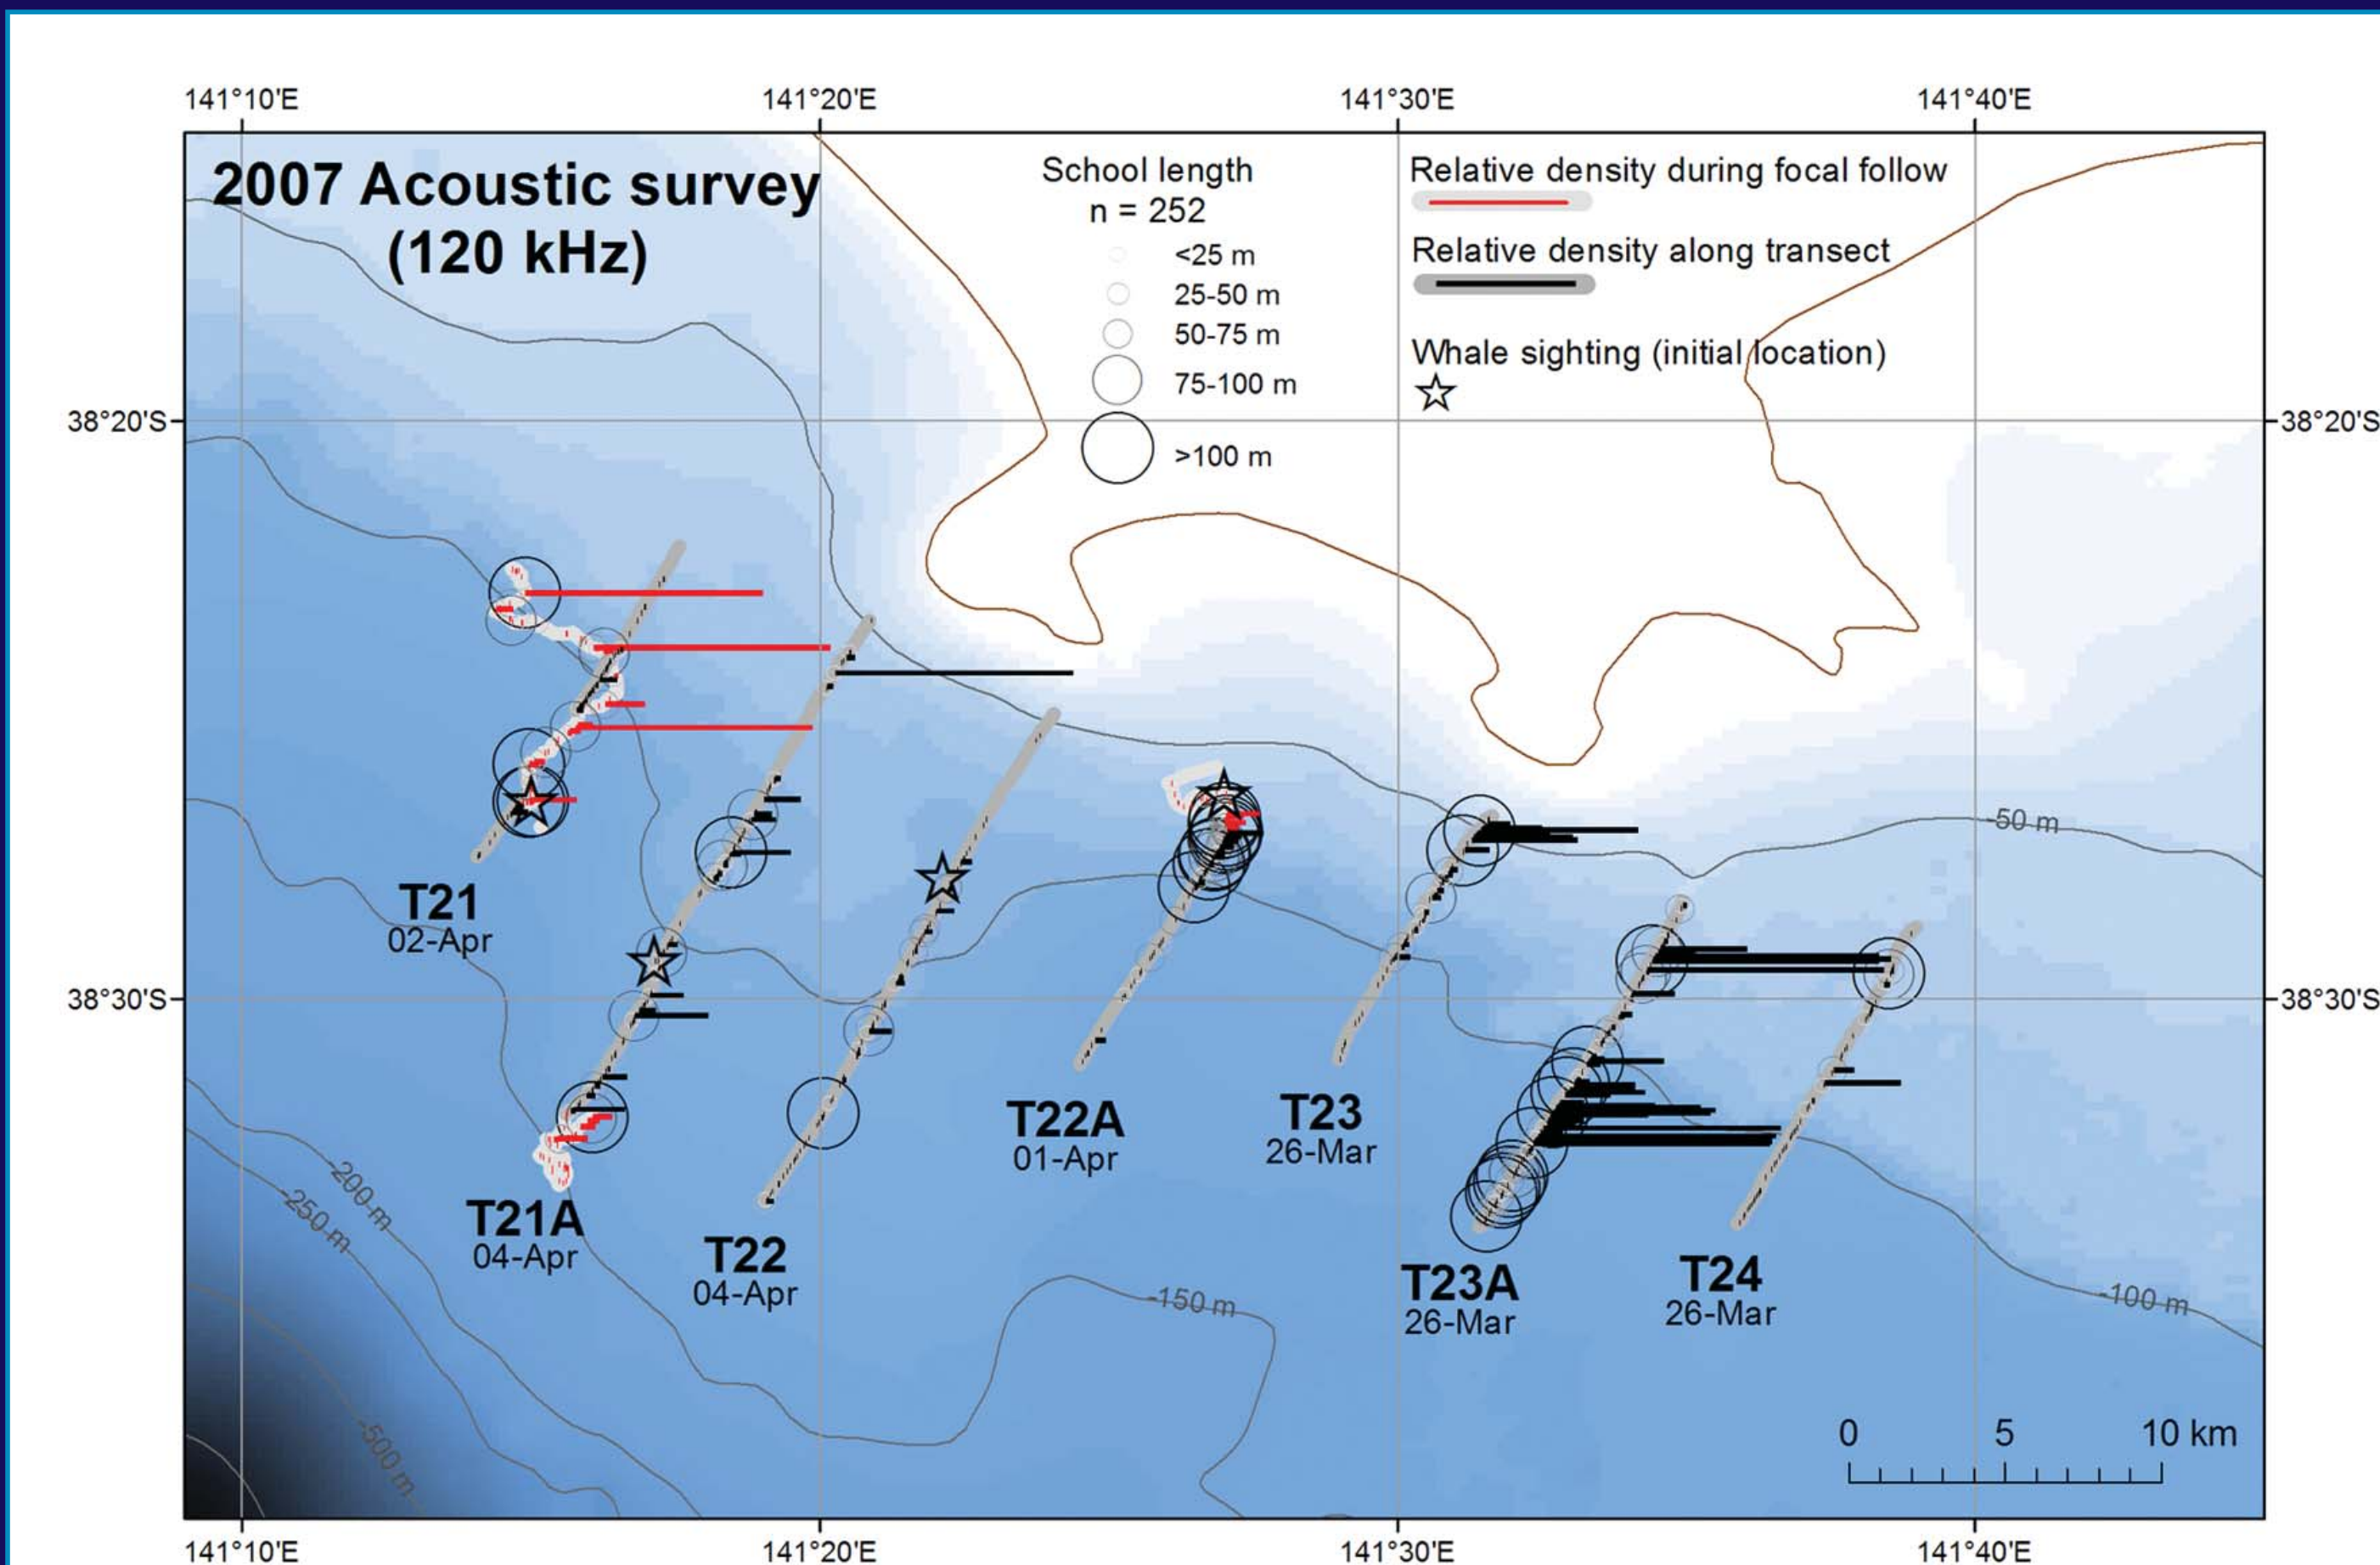 141°10'E
141°20'E
141°30'E
141°40'E
2007 Acoustic survey
(120 kHz)
School length
n = 252
<25 m
25-50 m
50-75 m
75-100 m
>100 m
Relative density during focal follow
Relative density along transect
Whale sighting (initial location)
38°20'S
38°20'S
-50 m
T21
02-Apr
38°30'S
38°30'S
T22A
01-Apr
T23
26-Mar
-200 m
-250 m
T21A
04-Apr
T22
04-Apr
T23A
26-Mar
T24
26-Mar
-150 m
-100 m
-500 m
0
5
10 km
141°10'E
141°20'E
141°30'E
141°40'E